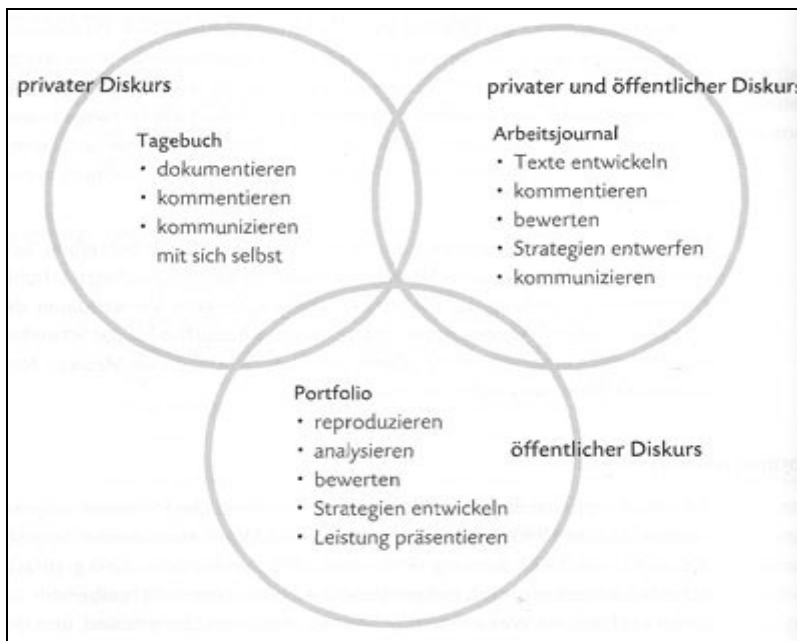 privater Diskurs
Tagebuch
• dokumentieren
• kommentieren
• kommunizieren
mit sich selbst
privater und öffentlicher Diskurs
Arbeitsjournal
• Texte entwickeln
• kommentieren
• bewerten
• Strategien entwerfen
• kommunizieren
Portfolio
• reproduzieren
• analysieren
• bewerten
• Strategien entwickeln
• Leistung präsentieren
öffentlicher Diskurs